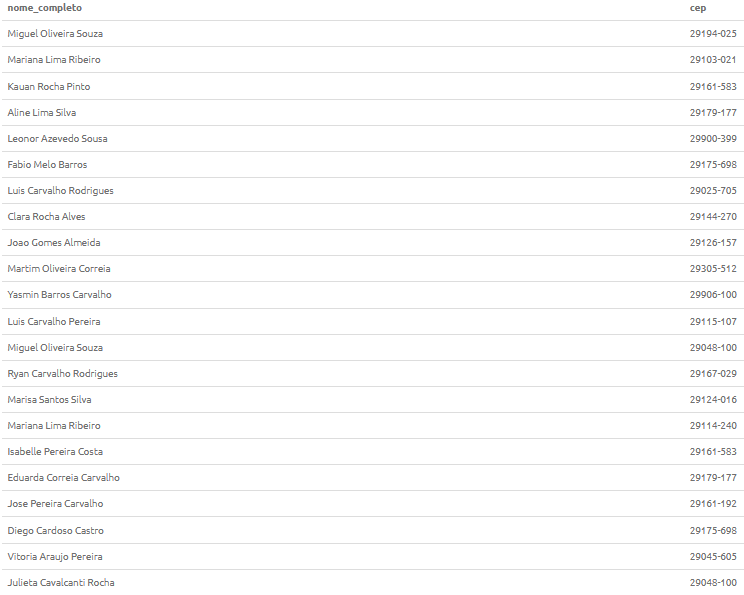 nome_completo cep
Miguel Oliveira Souza 29194-025
Mariana Lima Ribeiro 29103-021
Kauan Rocha Pinto 29161-583
Aline Lima Silva 29179-177
Leonor Azevedo Sousa 29900-399
Fabio Melo Barros 29175-698
Luis Carvalho Rodrigues 29025-705
Clara Rocha Alves 29144-270
Joao Gomes Almeida 29126-157
Martim Oliveira Correia 29305-512
Yasmin Barros Carvalho 29906-100
Luis Carvalho Pereira 29115-107
Miguel Oliveira Souza 29048-100
Ryan Carvalho Rodrigues 29167-029
Marisa Santos Silva 29124-016
Mariana Lima Ribeiro 29114-240
Isabelle Pereira Costa 29161-583
Eduarda Correia Carvalho 29179-177
Jose Pereira Carvalho 29161-192
Diego Cardoso Castro 29175-698
Vitoria Araujo Pereira 29045-605
Julieta Cavalcanti Rocha 29048-100